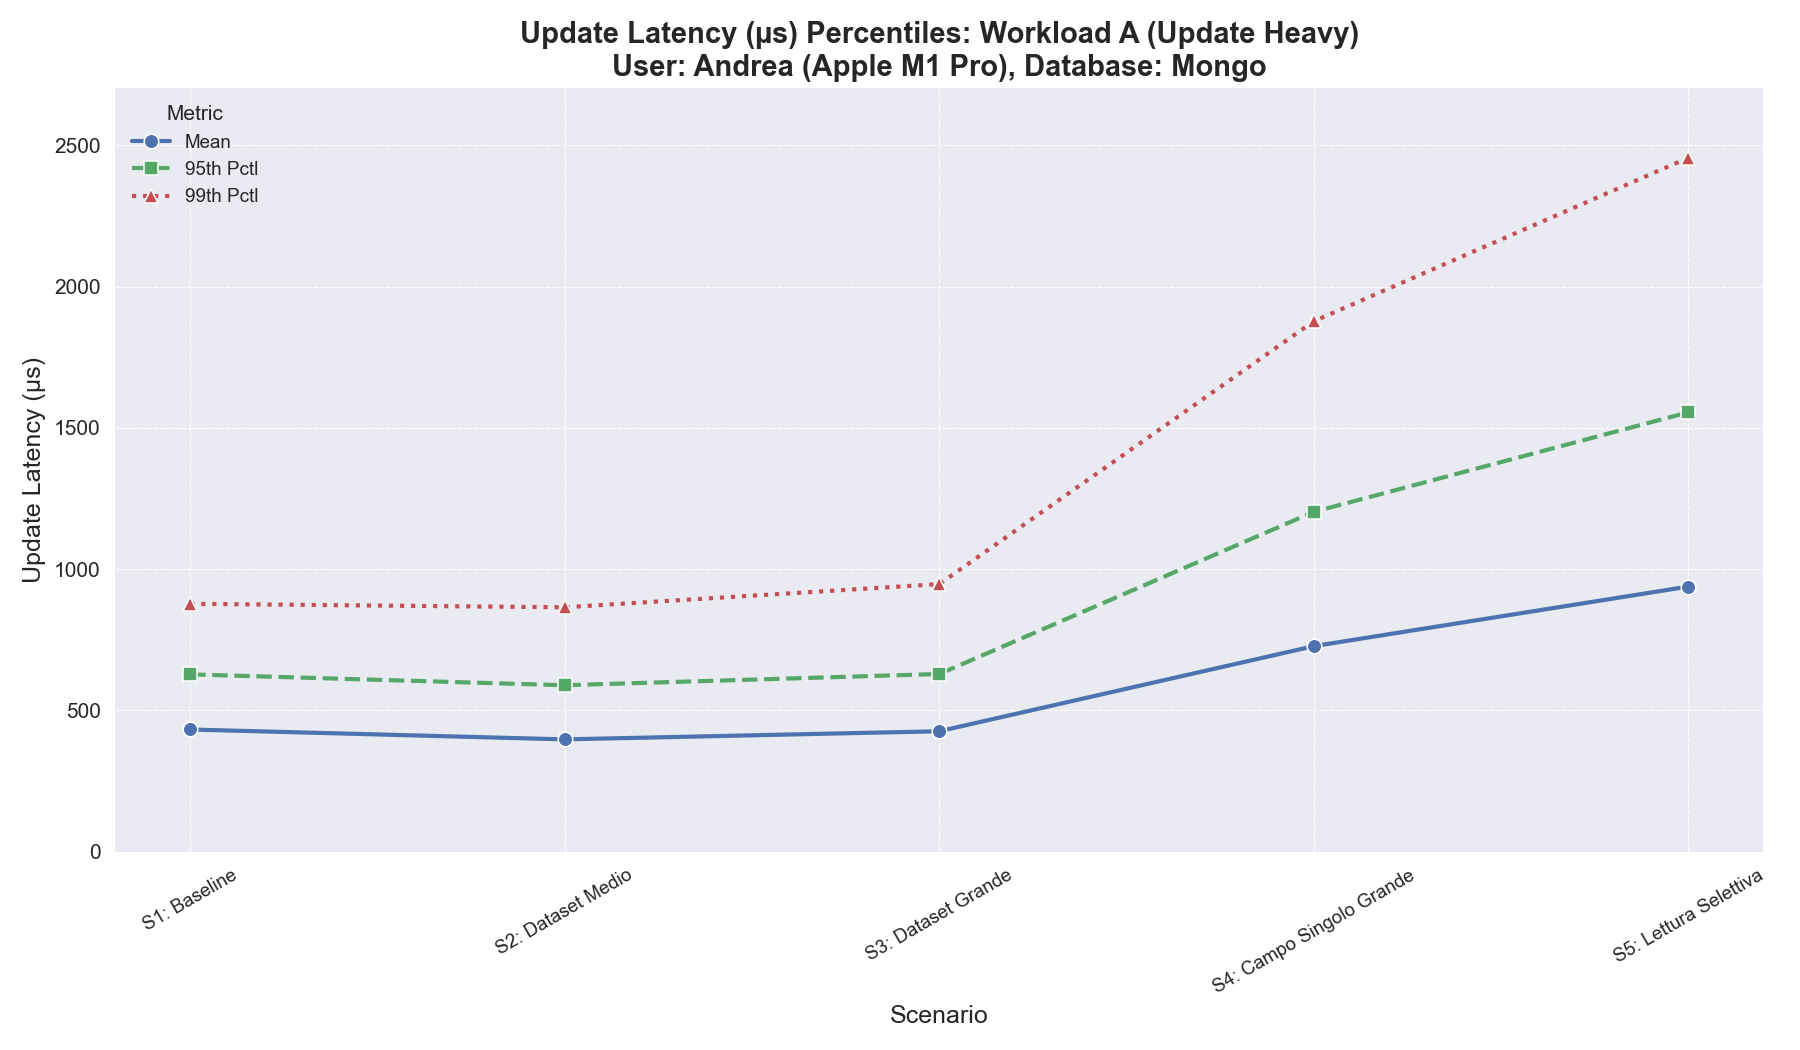 Update Latency (µs) Percentiles: Workload A (Update Heavy)
User: Andrea (Apple M1 Pro), Database: Mongo
Metric
Mean
95th Pctl
99th Pctl
Update Latency (µs)
2500
2000
1500
1000
500
0
S1: Baseline
S2: Dataset Medio
S3: Dataset Grande
S4: Campo Singolo Grande
S5: Lettura Selettiva
Scenario